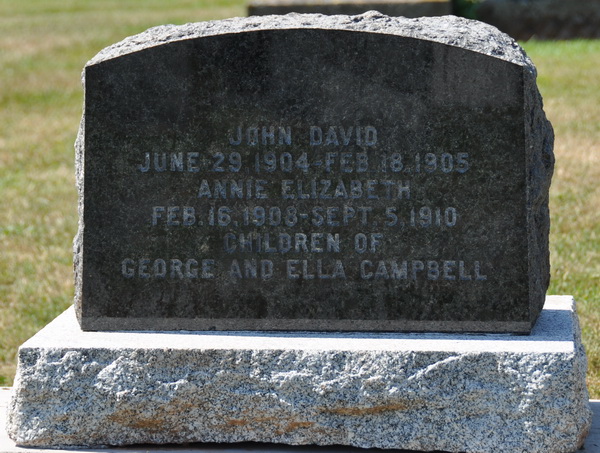 JOHN DAVID
JUNE 29 1904-FEB 18, 1905
ANNIE ELIZABETH
FEB. 16, 1908-SEPT. 5, 1910
CHILDREN OF
GEORGE AND ELLA CAMPBELL